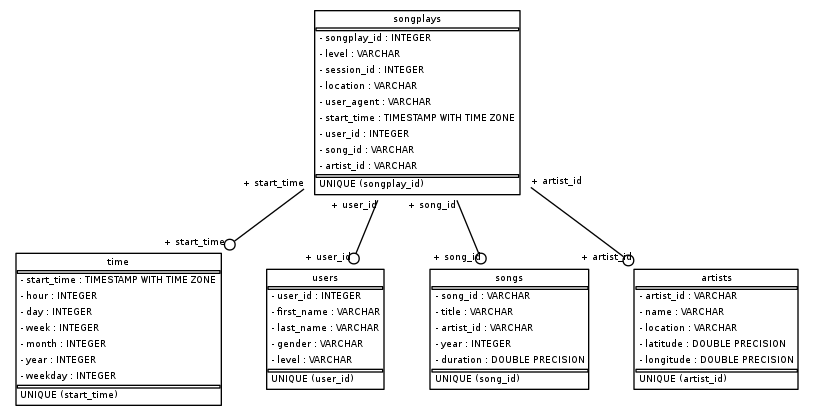 songplays
- songplay_id : INTEGER
- level : VARCHAR
- session_id : INTEGER
- location : VARCHAR
- user_agent : VARCHAR
- start_time : TIMESTAMP WITH TIME ZONE
- user_id : INTEGER
- song_id : VARCHAR
- artist_id : VARCHAR
UNIQUE (songplay_id)
+ start_time
+ user_id
+ song_id
+ artist_id
+ start_time
+ user_id
+ song_id
+ artist_id
time
- start_time : TIMESTAMP WITH TIME ZONE
- hour : INTEGER
- day : INTEGER
- week : INTEGER
- month : INTEGER
- year : INTEGER
- weekday : INTEGER
UNIQUE (start_time)
users
- user_id : INTEGER
- first_name : VARCHAR
- last_name : VARCHAR
- gender : VARCHAR
- level : VARCHAR
UNIQUE (user_id)
songs
- song_id : VARCHAR
- title : VARCHAR
- artist_id : VARCHAR
- year : INTEGER
- duration : DOUBLE PRECISION
UNIQUE (song_id)
artists
- artist_id : VARCHAR
- name : VARCHAR
- location : VARCHAR
- latitude : DOUBLE PRECISION
- longitude : DOUBLE PRECISION
UNIQUE (artist_id)